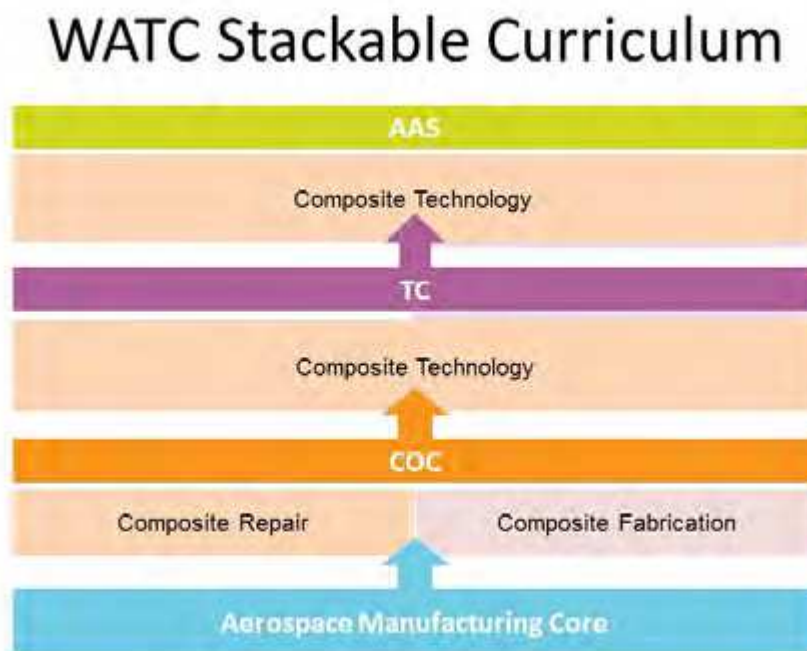 WATC Stackable Curriculum
AAS
Composite Technology
TC
Composite Technology
COC
Composite Repair
Composite Fabrication
Aerospace Manufacturing Core